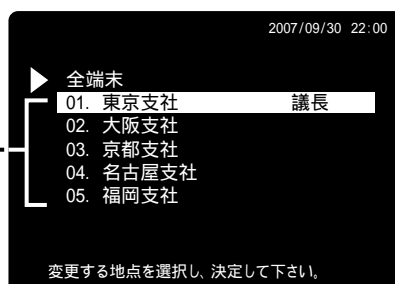 2007/09/30 22:00
全端末
01. 東京支社 議長
02. 大阪支社
03. 京都支社
04. 名古屋支社
05. 福岡支社
変更する地点を選択し、決定して下さい。